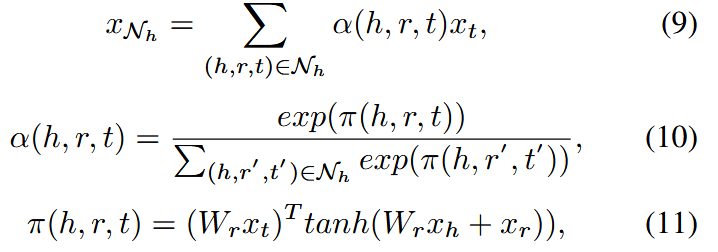 x_{\mathcal{N}_h} = \sum_{(h,r,t)\in\mathcal{N}_h} \alpha(h,r,t)x_t, (9)
\alpha(h,r,t) = \frac{exp(\pi(h,r,t))}{\sum_{(h,r',t')\in\mathcal{N}_h} exp(\pi(h,r',t'))}, (10)
\pi(h,r,t) = (W_r x_t)^T tanh(W_r x_h + x_r)), (11)